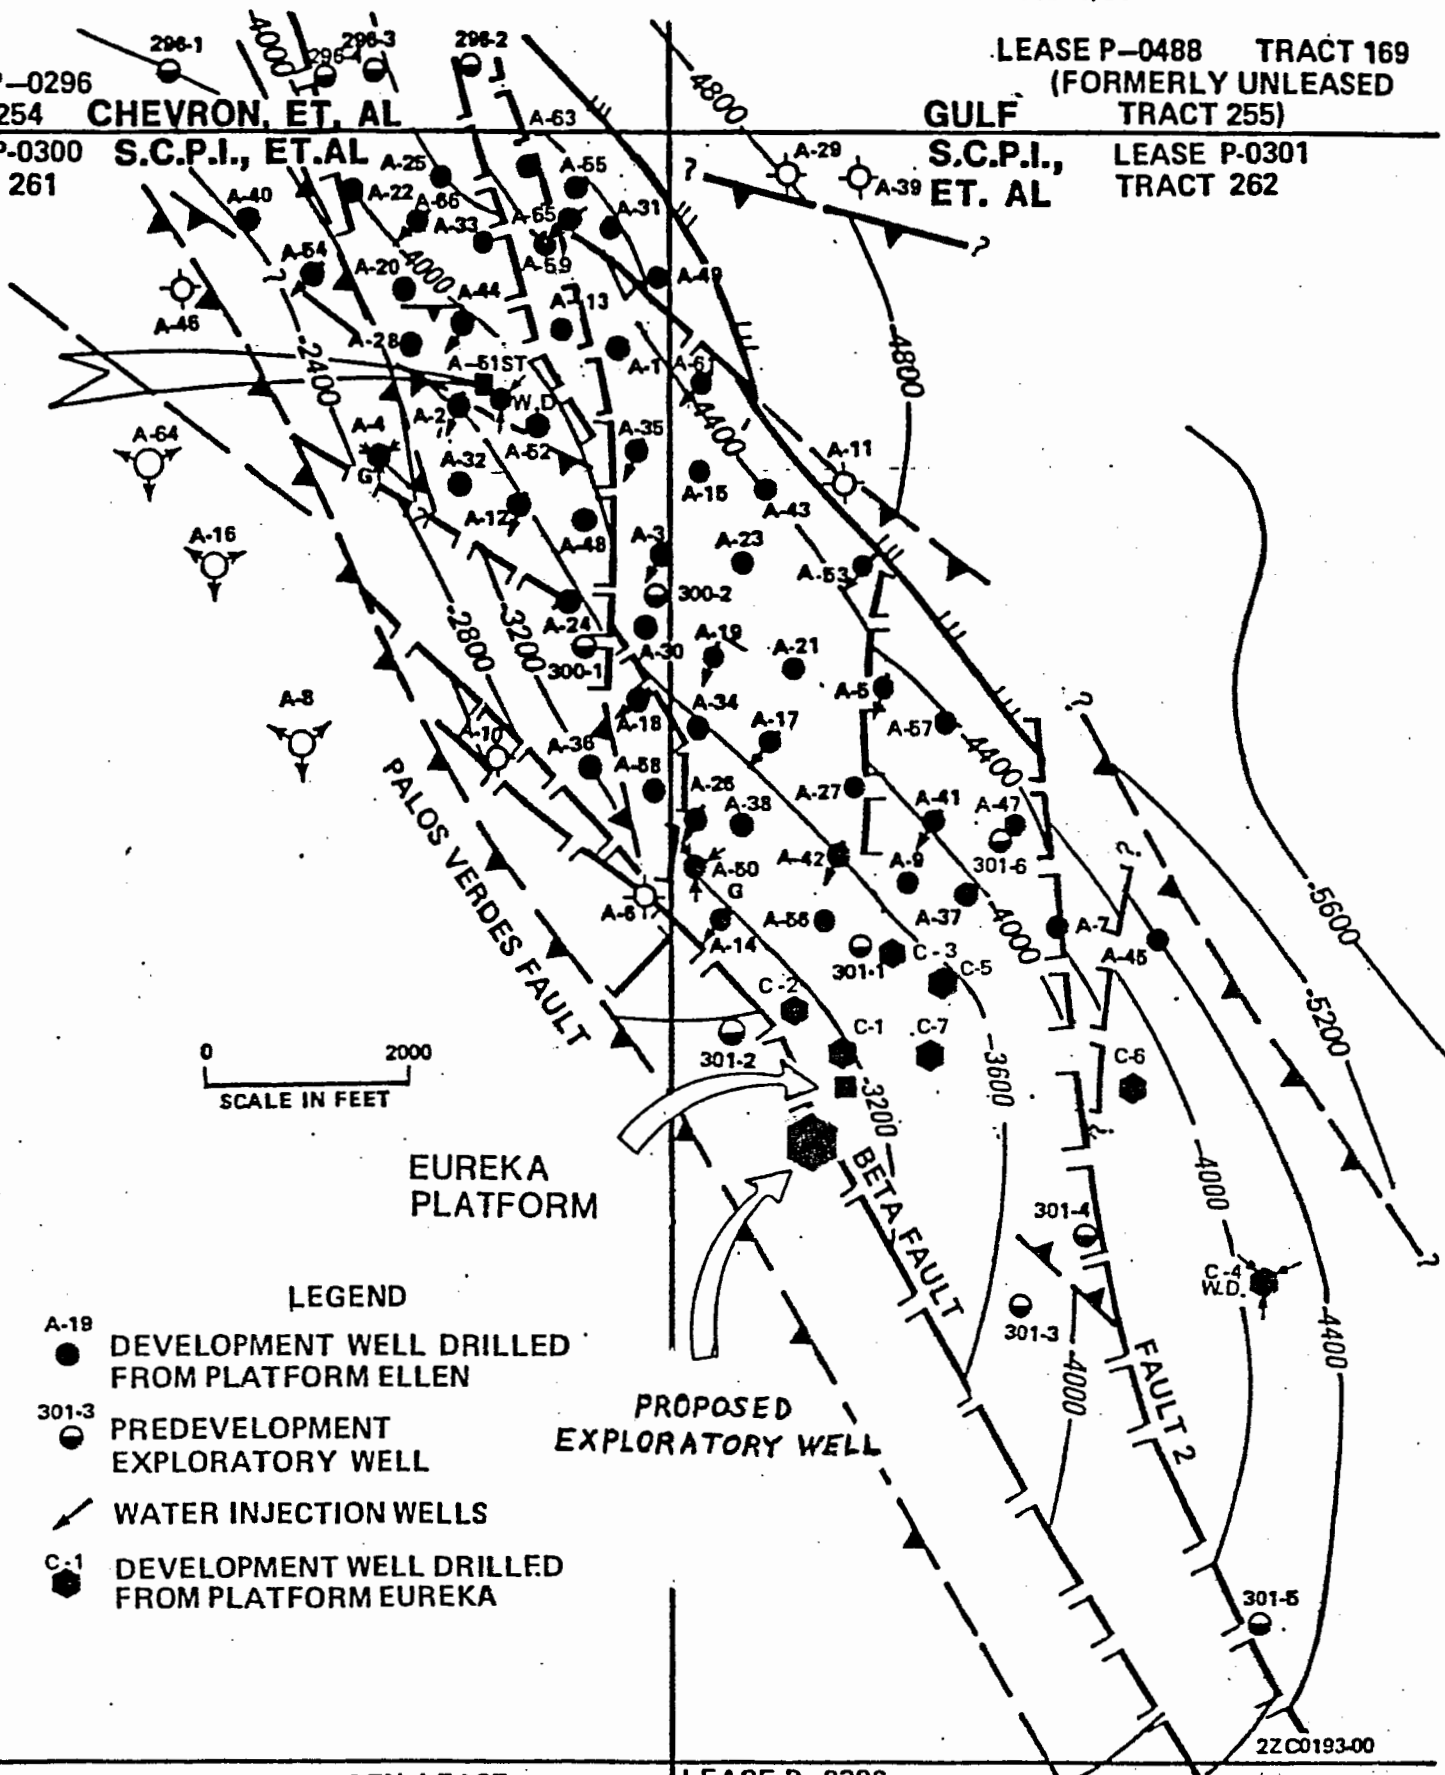 296-1
4000
296-4
296-3
296-2
4800
LEASE P-0488 TRACT 169
(FORMERLY UNLEASED
TRACT 255)
P-0296
254
CHEVRON, ET. AL
GULF
P-0300
261
S.C.P.I., ET.AL
S.C.P.I.,
ET. AL
LEASE P-0301
TRACT 262
A-63
A-25
A-55
A-29
A-39
?
?
A-40
A-22
A-66
A-33
A-65
A-31
A-54
A-20
4000
A-59
A-49
?
A-46
A-44
A-13
A-28
-2400
A-51ST
A-1
A-61
-4800
W.D.
A-2
4400
A-64
A-4
G
A-52
A-35
A-11
A-32
A-15
A-43
A-12
A-16
A-48
A-3
A-23
A-53
300-2
-2800
-3200
A-24
300-1
A-30
A-19
A-21
A-5
A-8
A-18
A-34
A-17
A-57
?
A-10
A-36
A-58
4400
PALOS VERDES FAULT
A-26
A-38
A-27
A-41
A-47
301-6
?
A-50
G
A-42
A-9
A-6
A-14
A-56
A-37
-4000
A-7
A-45
-5600
301-1
C-3
C-5
C-2
-5200
301-2
C-1
C-7
-3600
C-6
0 2000
SCALE IN FEET
-3200
?
EUREKA
PLATFORM
BETA FAULT
-4000
301-4
?
C-4
W.D.
301-3
-4400
-4000
FAULT 2
PROPOSED
EXPLORATORY WELL
LEGEND
A-19
DEVELOPMENT WELL DRILLED
FROM PLATFORM ELLEN
301-3
PREDEVELOPMENT
EXPLORATORY WELL
WATER INJECTION WELLS
C-1
DEVELOPMENT WELL DRILLED
FROM PLATFORM EUREKA
301-5
2ZC0193-00